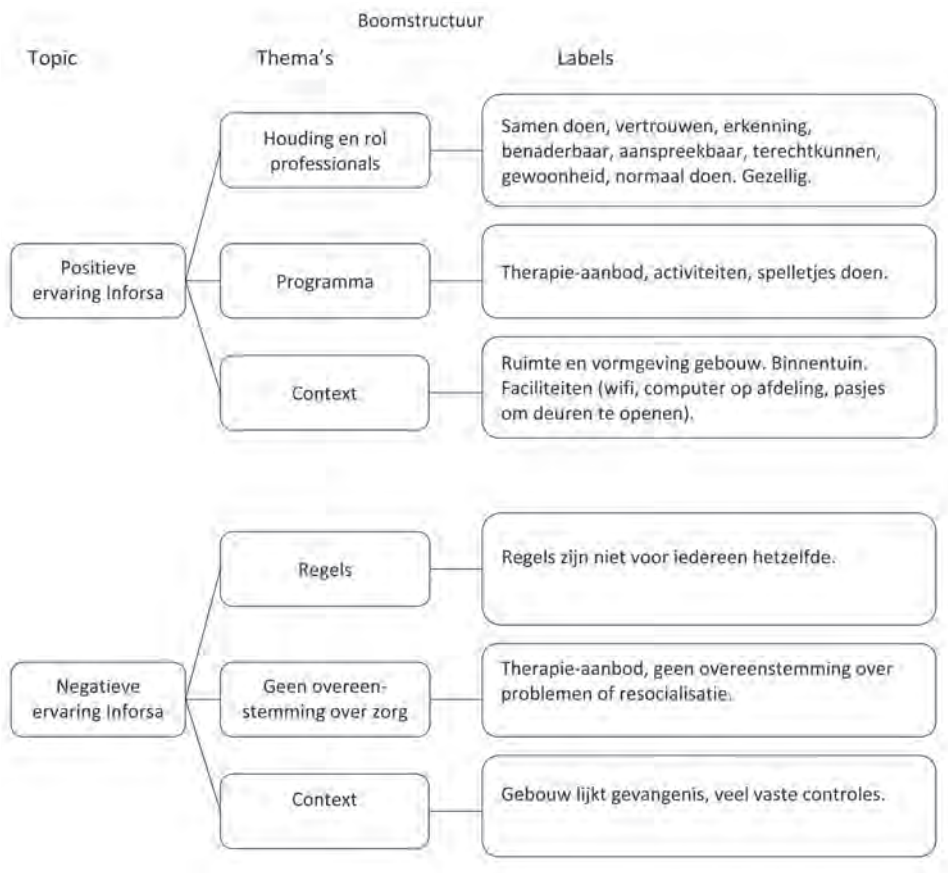 Boomstructuur
Topic Thema's Labels
Houding en rol
professionals
Samen doen, vertrouwen, erkenning,
benaderbaar, aanspreekbaar, terechtkunnen,
gewoonheid, normaal doen. Gezellig.
Positieve
ervaring Inforsa
Programma
Therapie-aanbod, activiteiten, spelletjes doen.
Context
Ruimte en vormgeving gebouw. Binnentuin.
Faciliteiten (wifi, computer op afdeling, pasjes
om deuren te openen).
Regels
Regels zijn niet voor iedereen hetzelfde.
Negatieve
ervaring Inforsa
Geen overeen-
stemming over zorg
Therapie-aanbod, geen overeenstemming over
problemen of resocialisatie.
Context
Gebouw lijkt gevangenis, veel vaste controles.